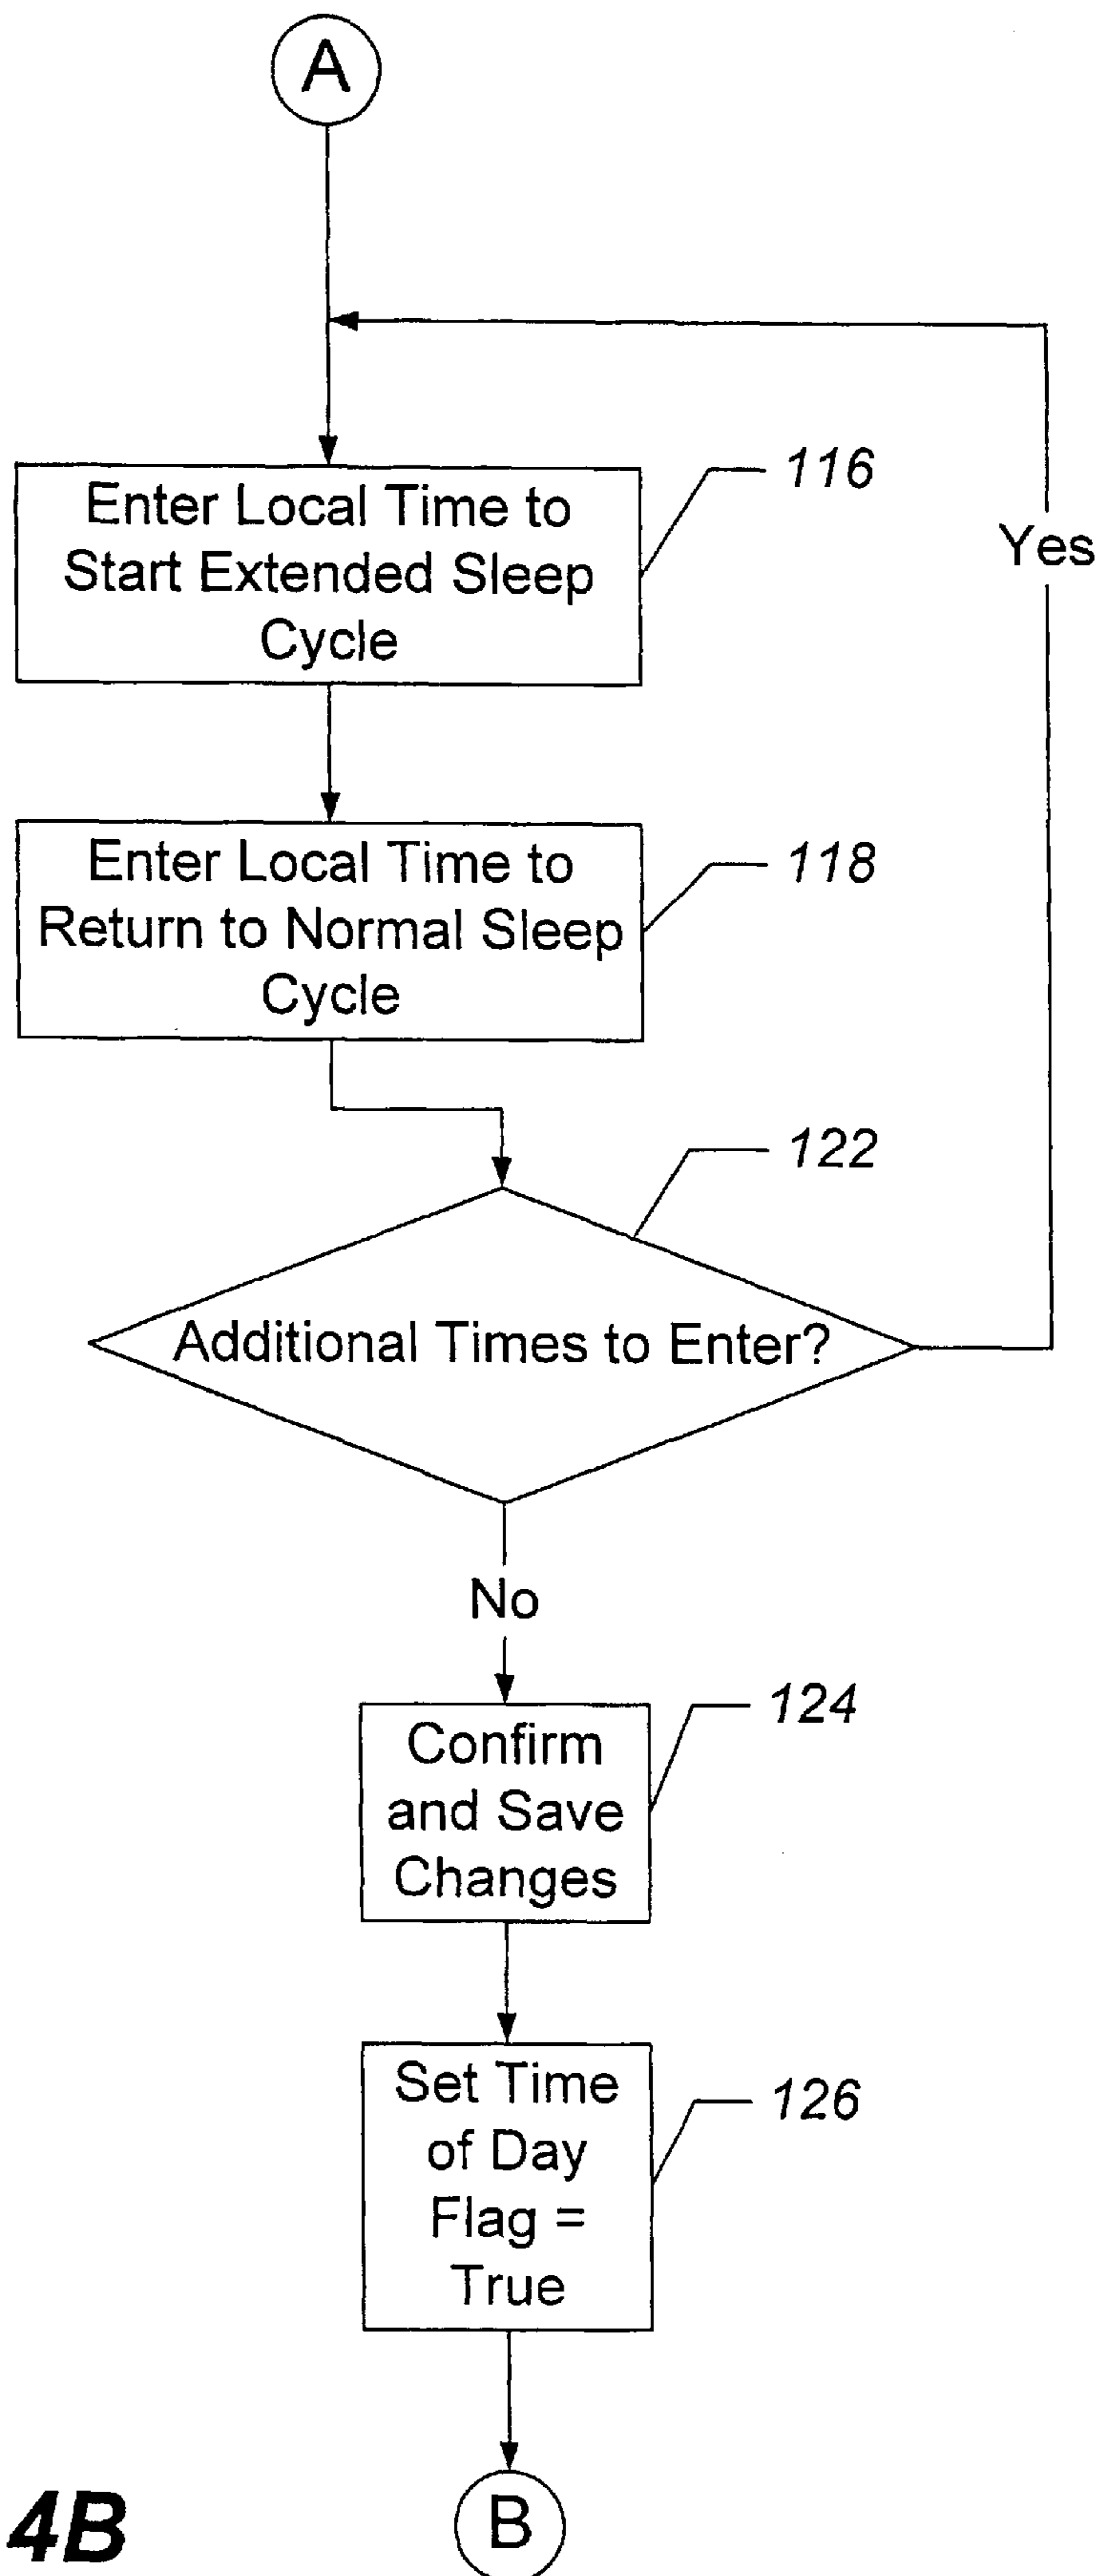 A
Enter Local Time to
Start Extended Sleep
Cycle
116
Yes
Enter Local Time to
Return to Normal Sleep
Cycle
118
122
Additional Times to Enter?
No
Confirm
and Save
Changes
124
Set Time
of Day
Flag =
True
126
B
4B